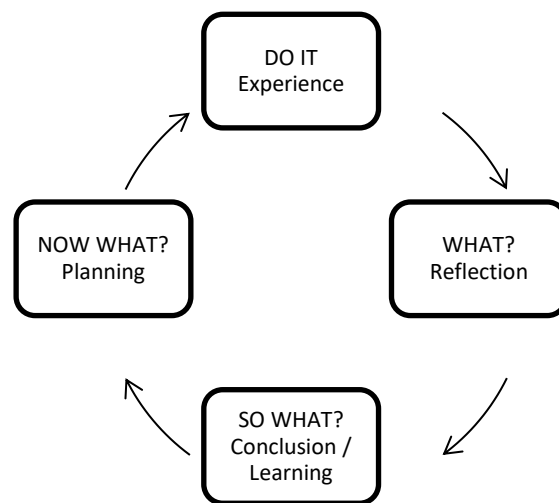 DO IT
Experience
WHAT?
Reflection
SO WHAT?
Conclusion /
Learning
NOW WHAT?
Planning